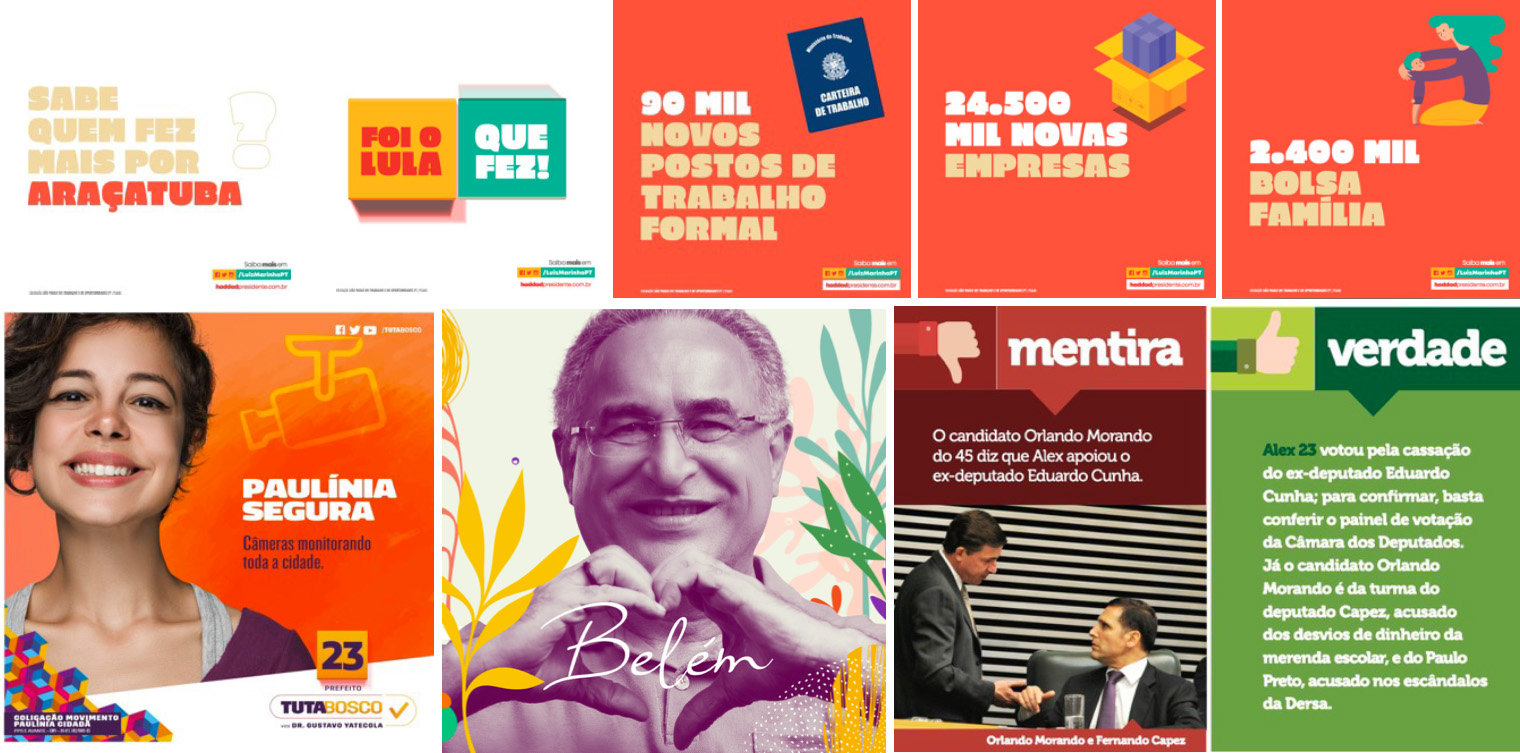 SABE
QUEM FEZ
MAIS POR
ARAÇATUBA
?!
Saiba mais em
/LuizMarinhoPT
haddadpresidente.com.br
FOI O
LULA
QUE
FEZ!
Saiba mais em
/LuizMarinhoPT
haddadpresidente.com.br
Ministério do Trabalho
CARTEIRA
DE TRABALHO
90 MIL
NOVOS
POSTOS DE
TRABALHO
FORMAL
Saiba mais em
/LuizMarinhoPT
haddadpresidente.com.br
24.500
MIL NOVAS
EMPRESAS
Saiba mais em
/LuizMarinhoPT
haddadpresidente.com.br
2.400 MIL
BOLSA
FAMÍLIA
Saiba mais em
/LuizMarinhoPT
haddadpresidente.com.br
/TUTABOSCO
PAULÍNIA
SEGURA
Câmeras monitorando
toda a cidade.
23
PREFEITO
TUTABOSCO
VICE DR. GUSTAVO YATECOLA
COLIGAÇÃO MOVIMENTO
PAULÍNIA CIDADÃ
Belém
mentira
O candidato Orlando Morando
do 45 diz que Alex apoiou o
ex-deputado Eduardo Cunha.
Orlando Morando e Fernando Capez
verdade
Alex 23 votou pela cassação
do ex-deputado Eduardo
Cunha; para confirmar, basta
conferir o painel de votação
da Câmara dos Deputados.
Já o candidato Orlando
Morando é da turma do
deputado Capez, acusado
dos desvios de dinheiro da
merenda escolar, e do Paulo
Preto, acusado nos escândalos
da Dersa.